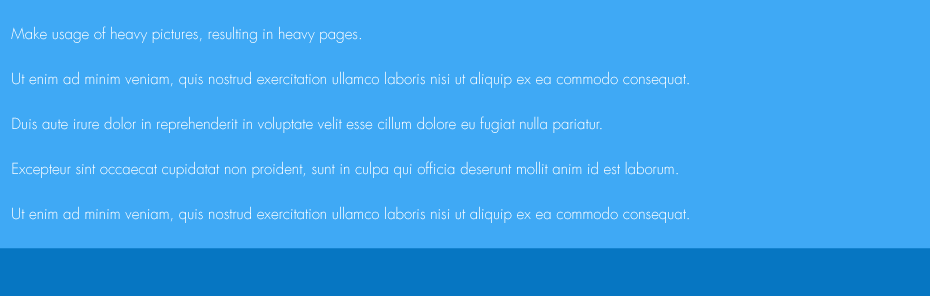 Make usage of heavy pictures, resulting in heavy pages.
Ut enim ad minim veniam, quis nostrud exercitation ullamco laboris nisi ut aliquip ex ea commodo consequat.
Duis aute irure dolor in reprehenderit in voluptate velit esse cillum dolore eu fugiat nulla pariatur.
Excepteur sint occaecat cupidatat non proident, sunt in culpa qui officia deserunt mollit anim id est laborum.
Ut enim ad minim veniam, quis nostrud exercitation ullamco laboris nisi ut aliquip ex ea commodo consequat.